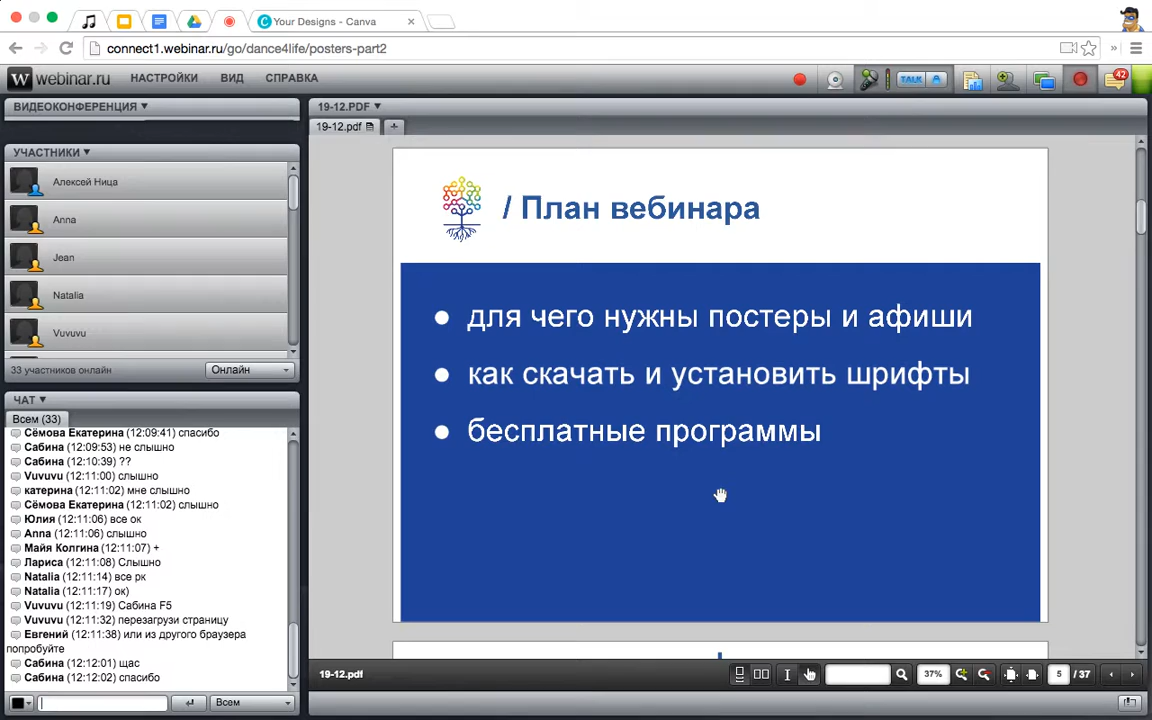 Your Designs - Canva
connect1.webinar.ru/go/dance4life/posters-part2
W webinar.ru НАСТРОЙКИ ВИД СПРАВКА
TALK
42
ВИДЕОКОНФЕРЕНЦИЯ
19-12.PDF
19-12.pdf
УЧАСТНИКИ
Алексей Ница
Anna
Jean
Natalia
Vuvuvu
33 участников онлайн
Онлайн
ЧАТ
Всем (33)
Сёмова Екатерина (12:09:41) спасибо
Сабина (12:09:53) не слышно
Сабина (12:10:39) ??
Vuvuvu (12:11:00) слышно
катерина (12:11:02) мне слышно
Сёмова Екатерина (12:11:02) слышно
Юлия (12:11:06) все ок
Anna (12:11:06) слышно
Майя Колгина (12:11:07) +
Лариса (12:11:08) Слышно
Natalia (12:11:14) все рк
Natalia (12:11:17) ок)
Vuvuvu (12:11:19) Сабина F5
Vuvuvu (12:11:32) перезагрузи страницу
Евгений (12:11:38) или из другого браузера
попробуйте
Сабина (12:12:01) щас
Сабина (12:12:02) спасибо
Всем
/ План вебинара
● для чего нужны постеры и афиши
● как скачать и установить шрифты
● бесплатные программы
19-12.pdf
37%
5 / 37